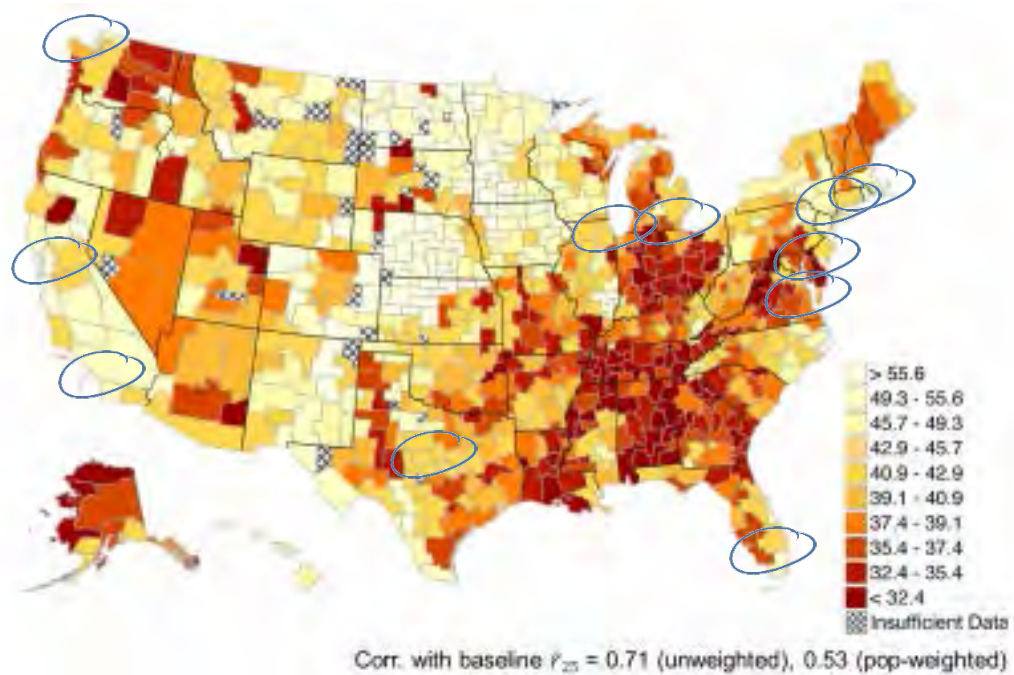 > 55.6
49.3 - 55.6
45.7 - 49.3
42.9 - 45.7
40.9 - 42.9
39.1 - 40.9
37.4 - 39.1
35.4 - 37.4
32.4 - 35.4
< 32.4
Insufficient Data
Corr. with baseline r̄₂₅ = 0.71 (unweighted), 0.53 (pop-weighted)